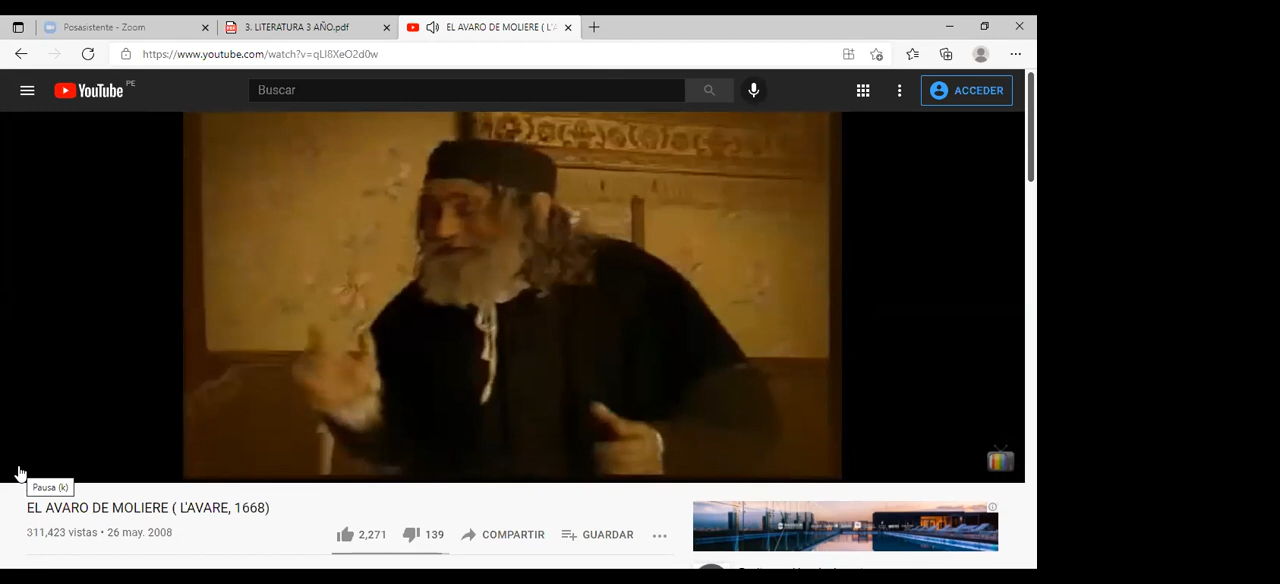 Posasistente - Zoom
3. LITERATURA 3 AÑO.pdf
EL AVARO DE MOLIERE ( L'A
https://www.youtube.com/watch?v=qLl8XeO2d0w
YouTube PE
Buscar
ACCEDER
Pausa (k)
EL AVARO DE MOLIERE ( L'AVARE, 1668)
311,423 vistas • 26 may. 2008
2,271
139
COMPARTIR
GUARDAR